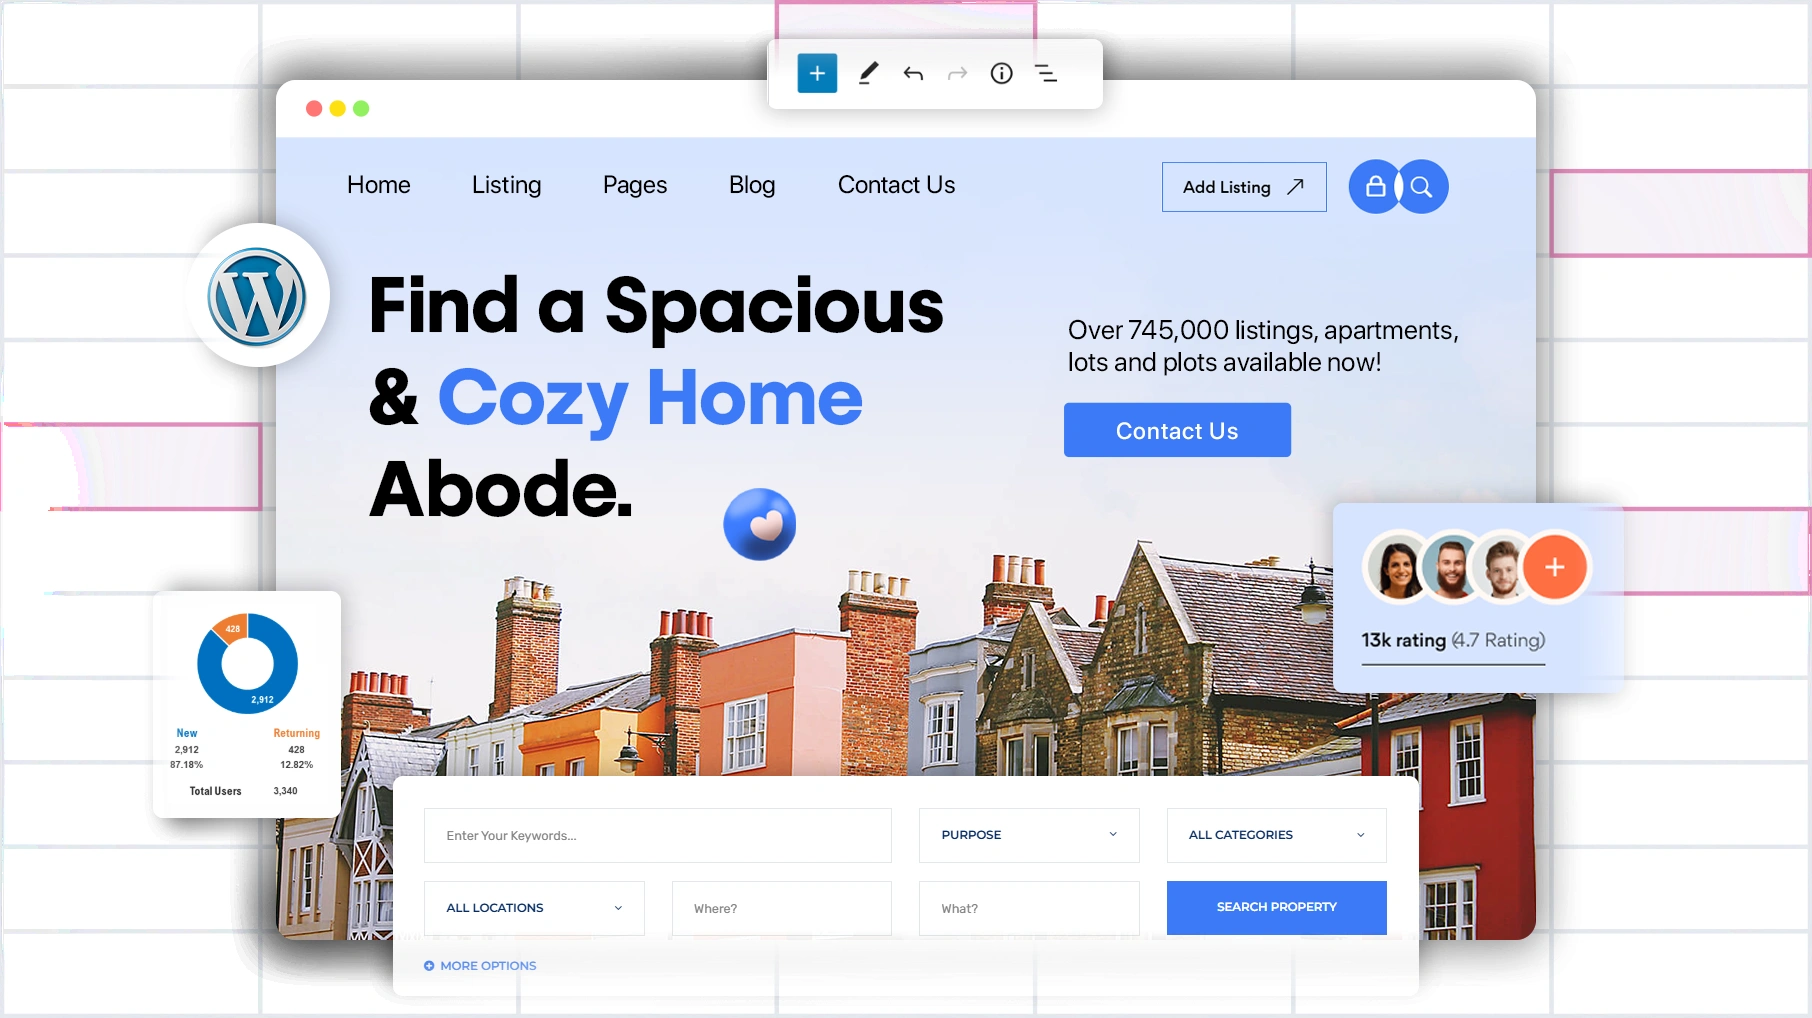 Home Listing Pages Blog Contact Us
Add Listing
W
Find a Spacious
& Cozy Home
Abode.
Over 745,000 listings, apartments,
lots and plots available now!
Contact Us
13k rating (4.7 Rating)
428
2,912
New Returning
2,912 428
87.18% 12.82%
Total Users 3,340
Enter Your Keywords...
PURPOSE
ALL CATEGORIES
ALL LOCATIONS
Where?
What?
SEARCH PROPERTY
MORE OPTIONS